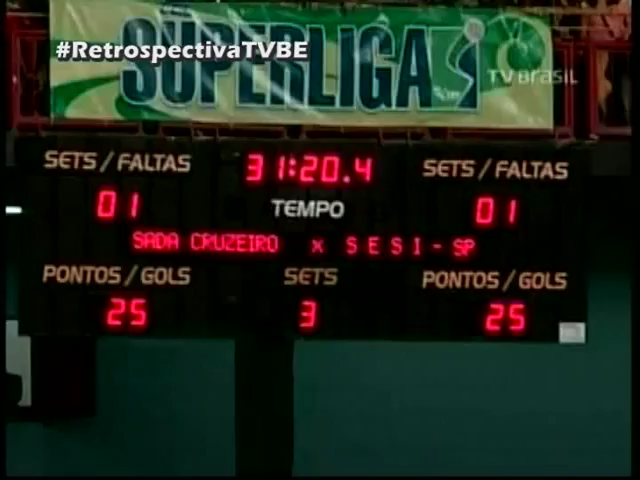 #RetrospectivaTVBE
SUPERLIGA
TV BRASIL
SETS / FALTAS 31:20.4 SETS / FALTAS
01 TEMPO 01
SADA CRUZEIRO x SESI-SP
PONTOS / GOLS SETS PONTOS / GOLS
25 3 25